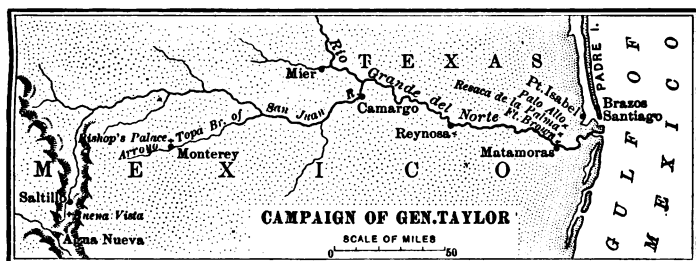 TEXAS
Rio Grande del Norte
PADRE I.
GULF OF MEXICO
Mier
Pt. Isabel
Palo Alto
Resaca de la Palma
Ft. Brown
Brazos
Santiago
San Juan R.
Camargo
Reynosa
Matamoras
Bishop's Palace
Arroyo Topa Br. of
Monterey
MEXICO
Saltillo
Buena Vista
Agua Nueva
CAMPAIGN OF GEN. TAYLOR
SCALE OF MILES
0 50